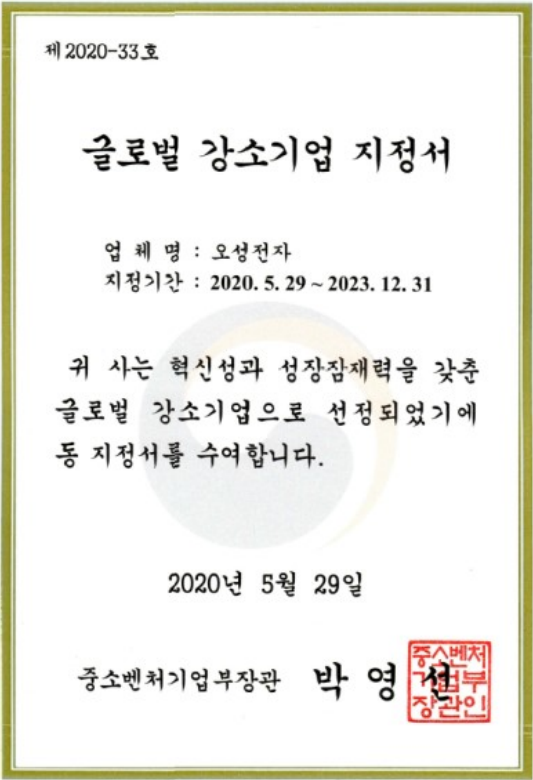 제2020-33호
글로벌 강소기업 지정서
업 체 명 : 오성전자
지정기간 : 2020. 5. 29 ~ 2023. 12. 31
귀 사는 혁신성과 성장잠재력을 갖춘
글로벌 강소기업으로 선정되었기에
동 지정서를 수여합니다.
2020년 5월 29일
중소벤처기업부장관 박 영 선
중소벤처
기업부
장관인